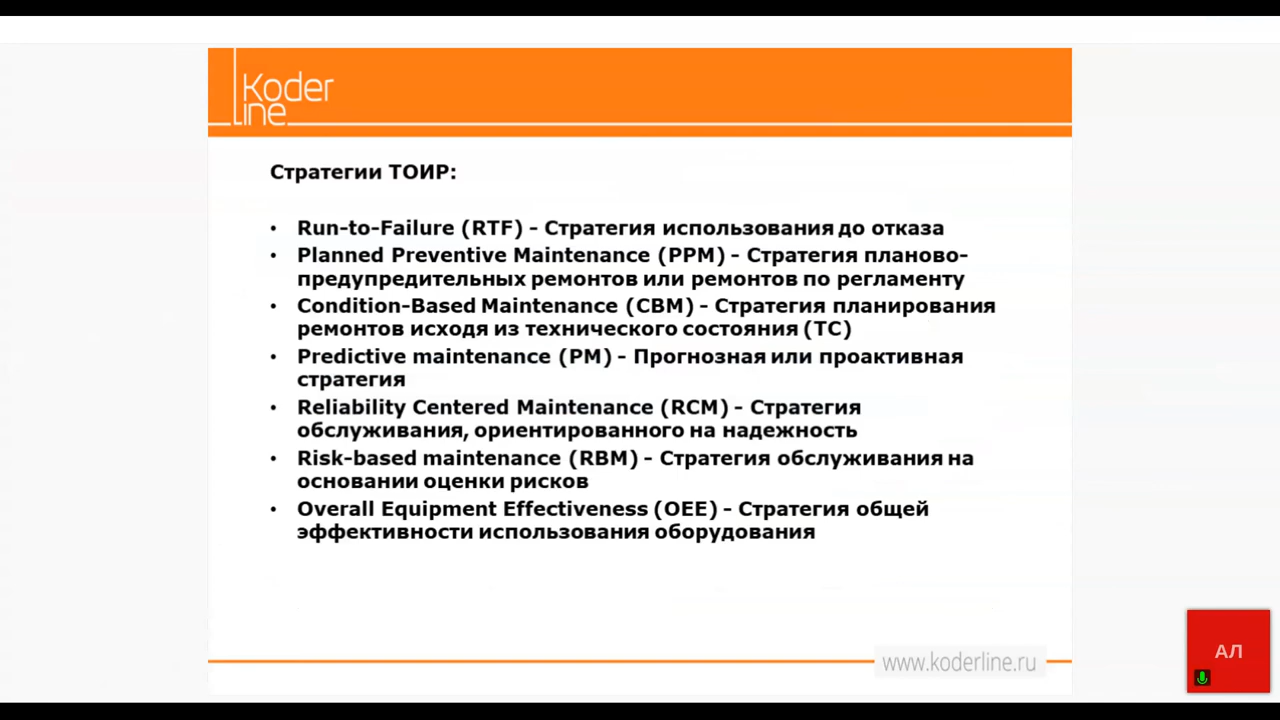 Koder
line
Стратегии ТОИР:
• Run-to-Failure (RTF) - Стратегия использования до отказа
• Planned Preventive Maintenance (PPM) - Стратегия планово-
предупредительных ремонтов или ремонтов по регламенту
• Condition-Based Maintenance (CBM) - Стратегия планирования
ремонтов исходя из технического состояния (ТС)
• Predictive maintenance (PM) - Прогнозная или проактивная
стратегия
• Reliability Centered Maintenance (RCM) - Стратегия
обслуживания, ориентированного на надежность
• Risk-based maintenance (RBM) - Стратегия обслуживания на
основании оценки рисков
• Overall Equipment Effectiveness (OEE) - Стратегия общей
эффективности использования оборудования
www.koderline.ru
АЛ